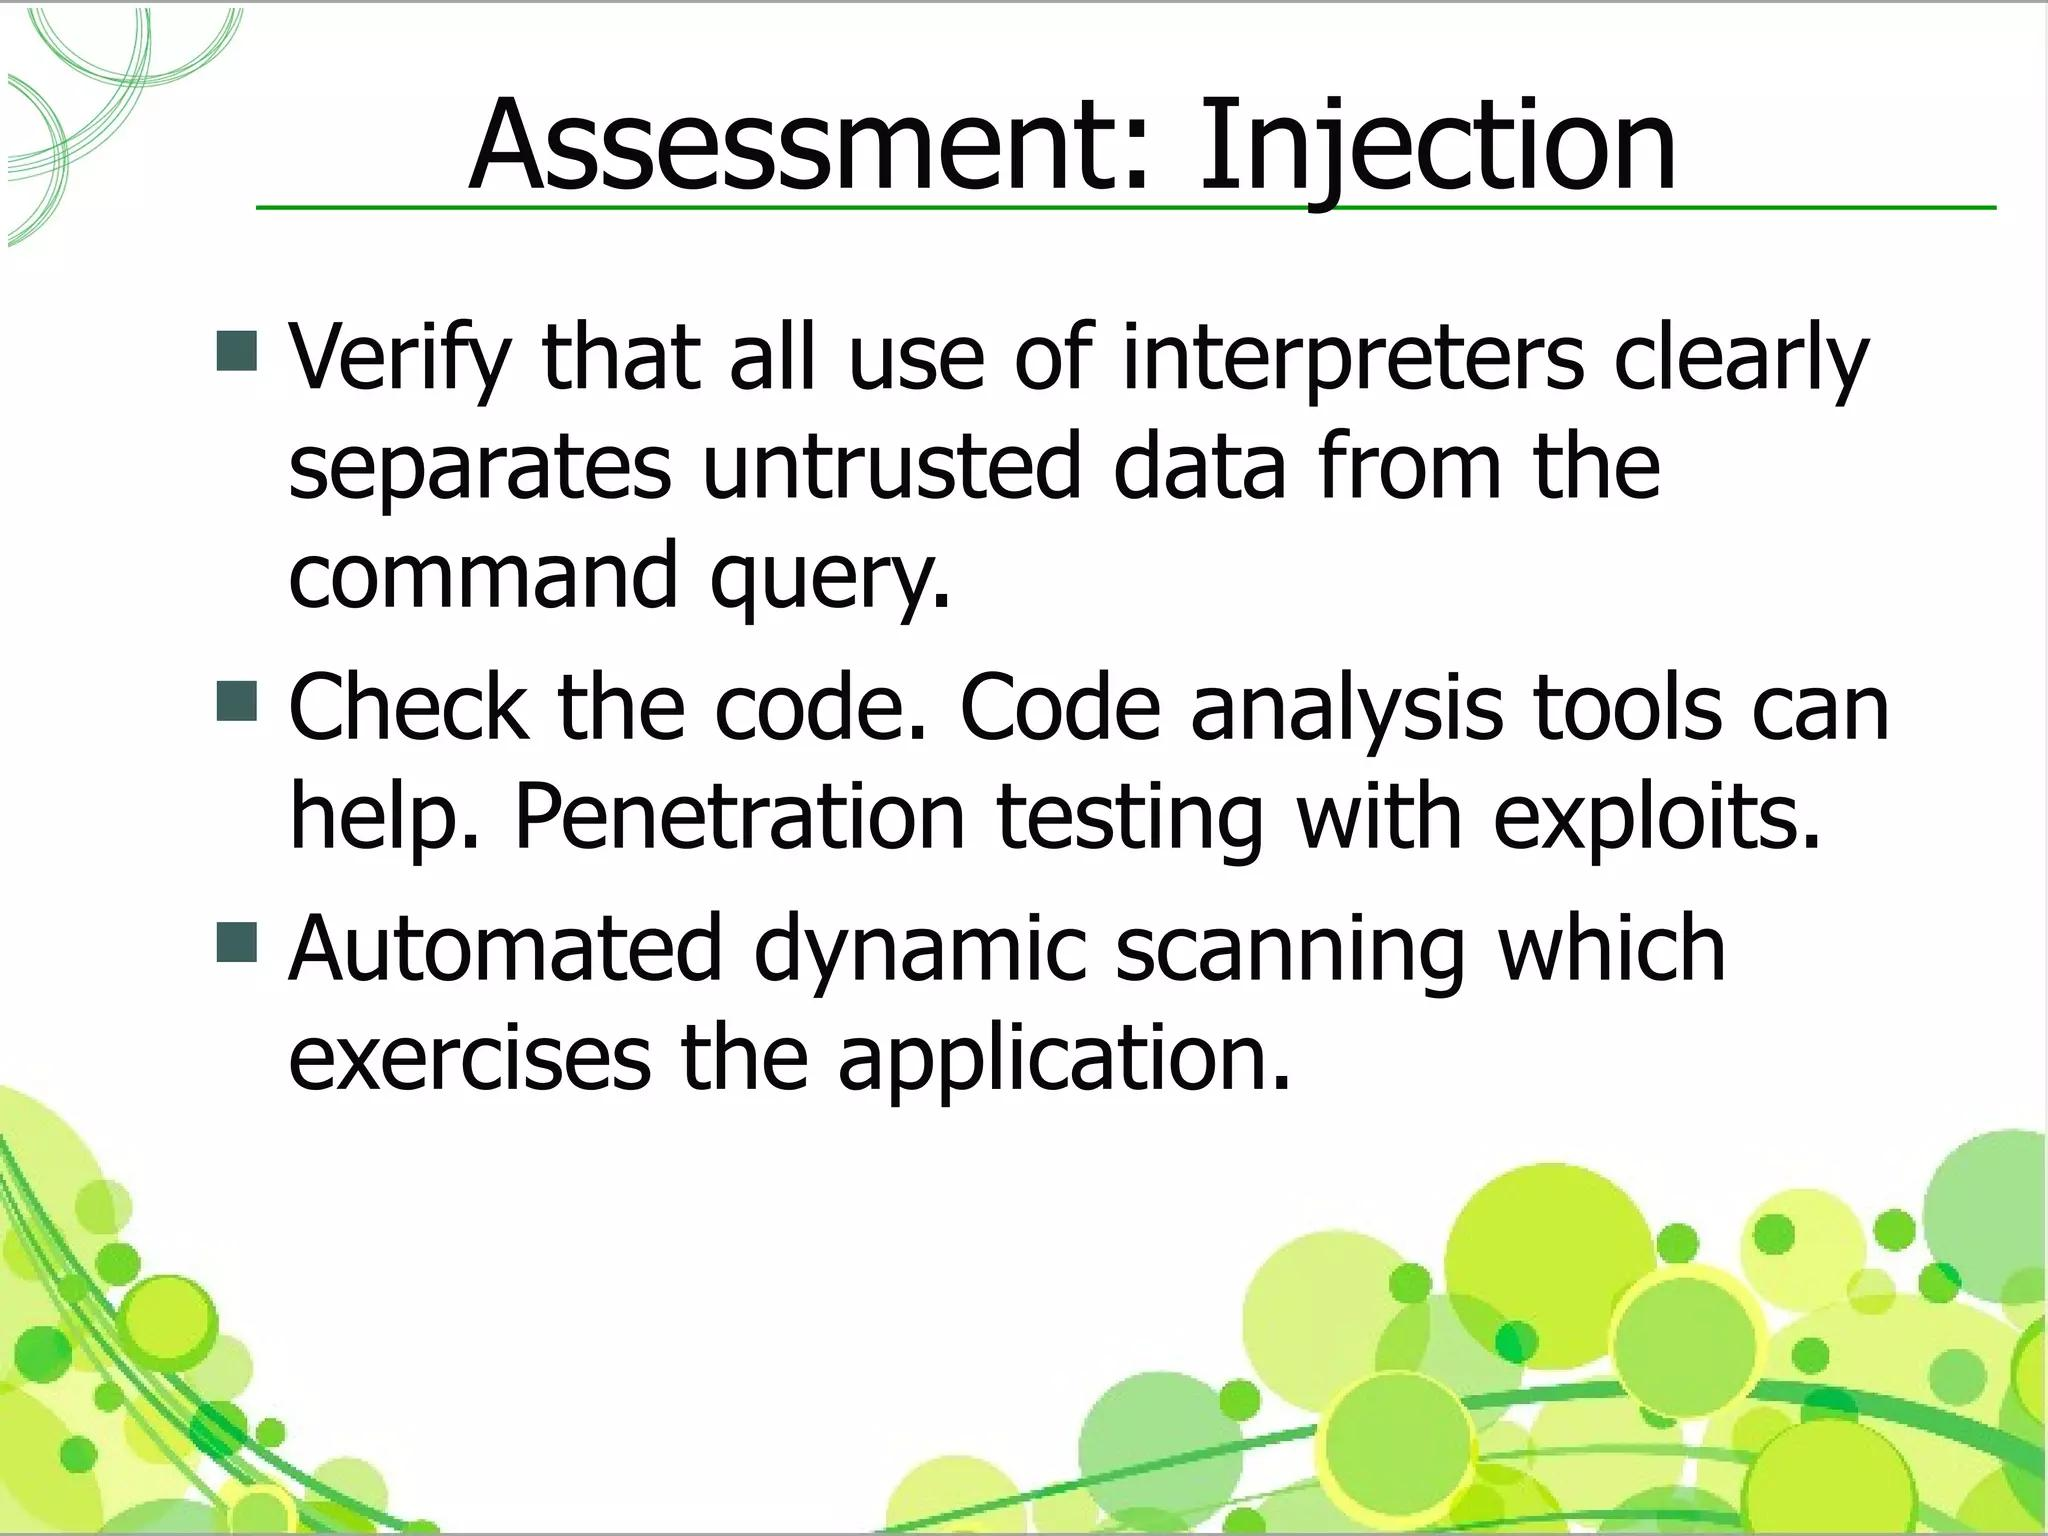 Assessment: Injection
Verify that all use of interpreters clearly
separates untrusted data from the
command query.
Check the code. Code analysis tools can
help. Penetration testing with exploits.
Automated dynamic scanning which
exercises the application.